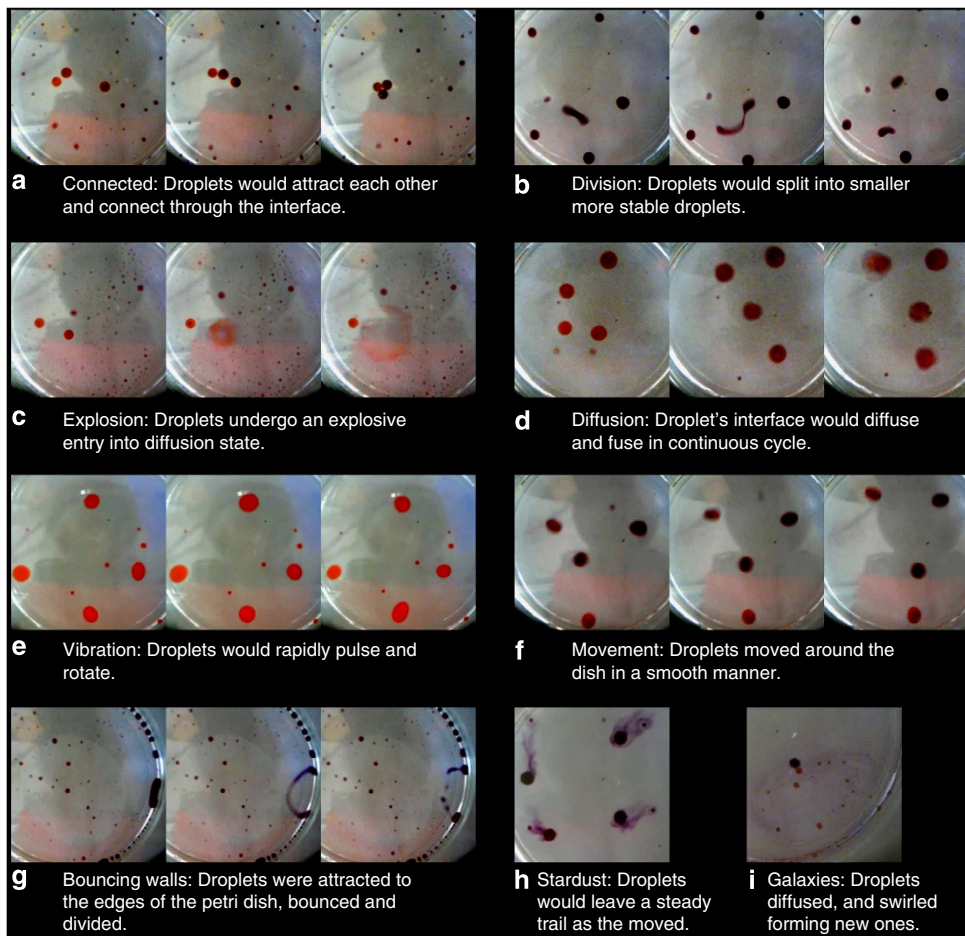 a Connected: Droplets would attract each other
and connect through the interface.
b Division: Droplets would split into smaller
more stable droplets.
c Explosion: Droplets undergo an explosive
entry into diffusion state.
d Diffusion: Droplet's interface would diffuse
and fuse in continuous cycle.
e Vibration: Droplets would rapidly pulse and
rotate.
f Movement: Droplets moved around the
dish in a smooth manner.
g Bouncing walls: Droplets were attracted to
the edges of the petri dish, bounced and
divided.
h Stardust: Droplets
would leave a steady
trail as the moved.
i Galaxies: Droplets
diffused, and swirled
forming new ones.